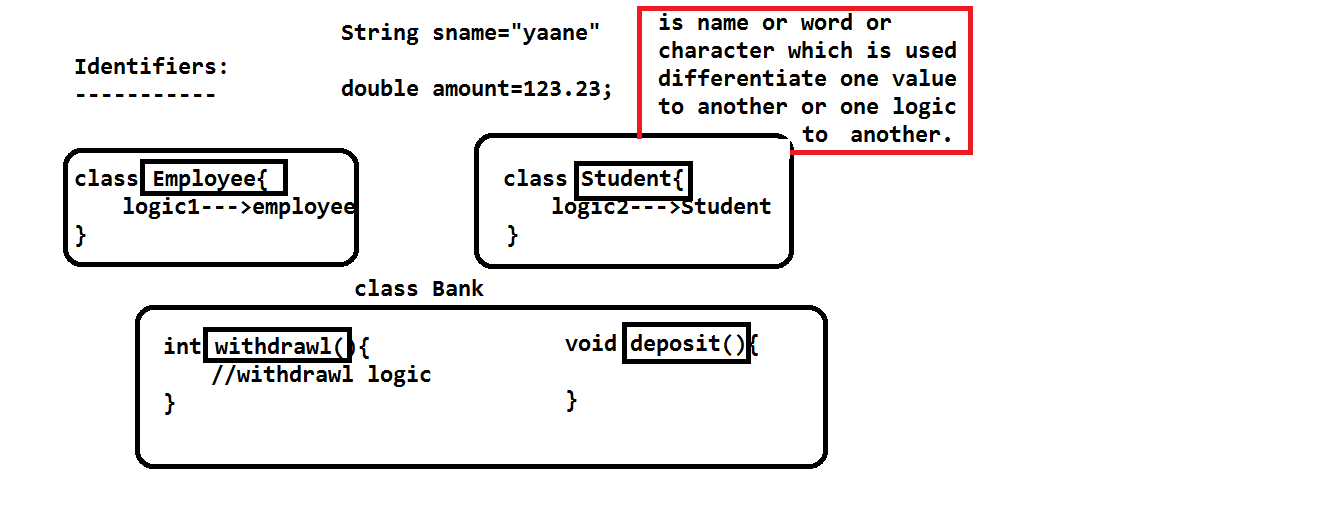 String sname="yaane"
Identifiers:
-----------
double amount=123.23;
is name or word or
character which is used
differentiate one value
to another or one logic
to another.
class Employee{
logic1--->employee
}
class Student{
logic2--->Student
}
class Bank
int withdrawl(){
//withdrawl logic
}
void deposit(){
}